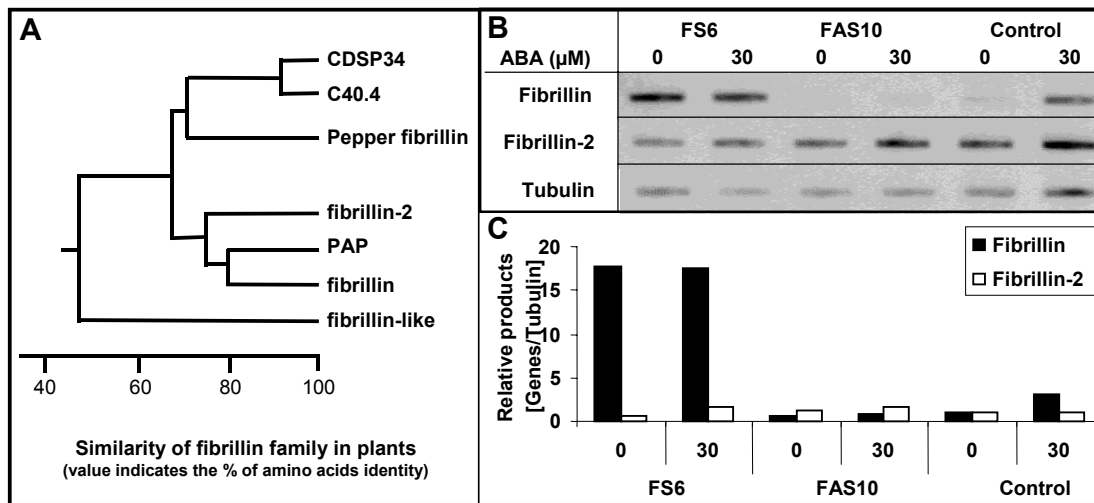 A
CDSP34
C40.4
Pepper fibrillin
fibrillin-2
PAP
fibrillin
fibrillin-like
40 60 80 100
Similarity of fibrillin family in plants
(value indicates the % of amino acids identity)
B
FS6 FAS10 Control
ABA (µM) 0 30 0 30 0 30
Fibrillin
Fibrillin-2
Tubulin
C
Relative products
[Genes/Tubulin]
20
15
10
5
0
Fibrillin
Fibrillin-2
0 30 0 30 0 30
FS6 FAS10 Control